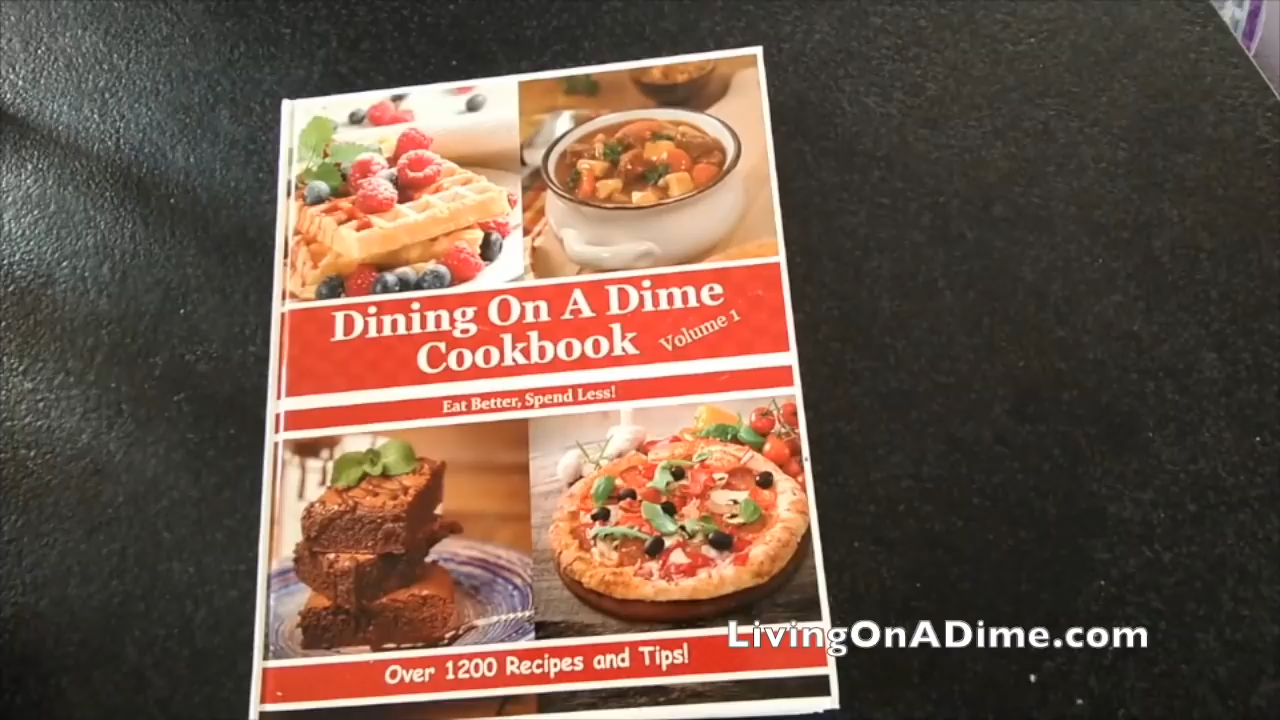 Dining On A Dime
Cookbook
Volume 1
Eat Better, Spend Less!
Over 1200 Recipes and Tips!
LivingOnADime.com